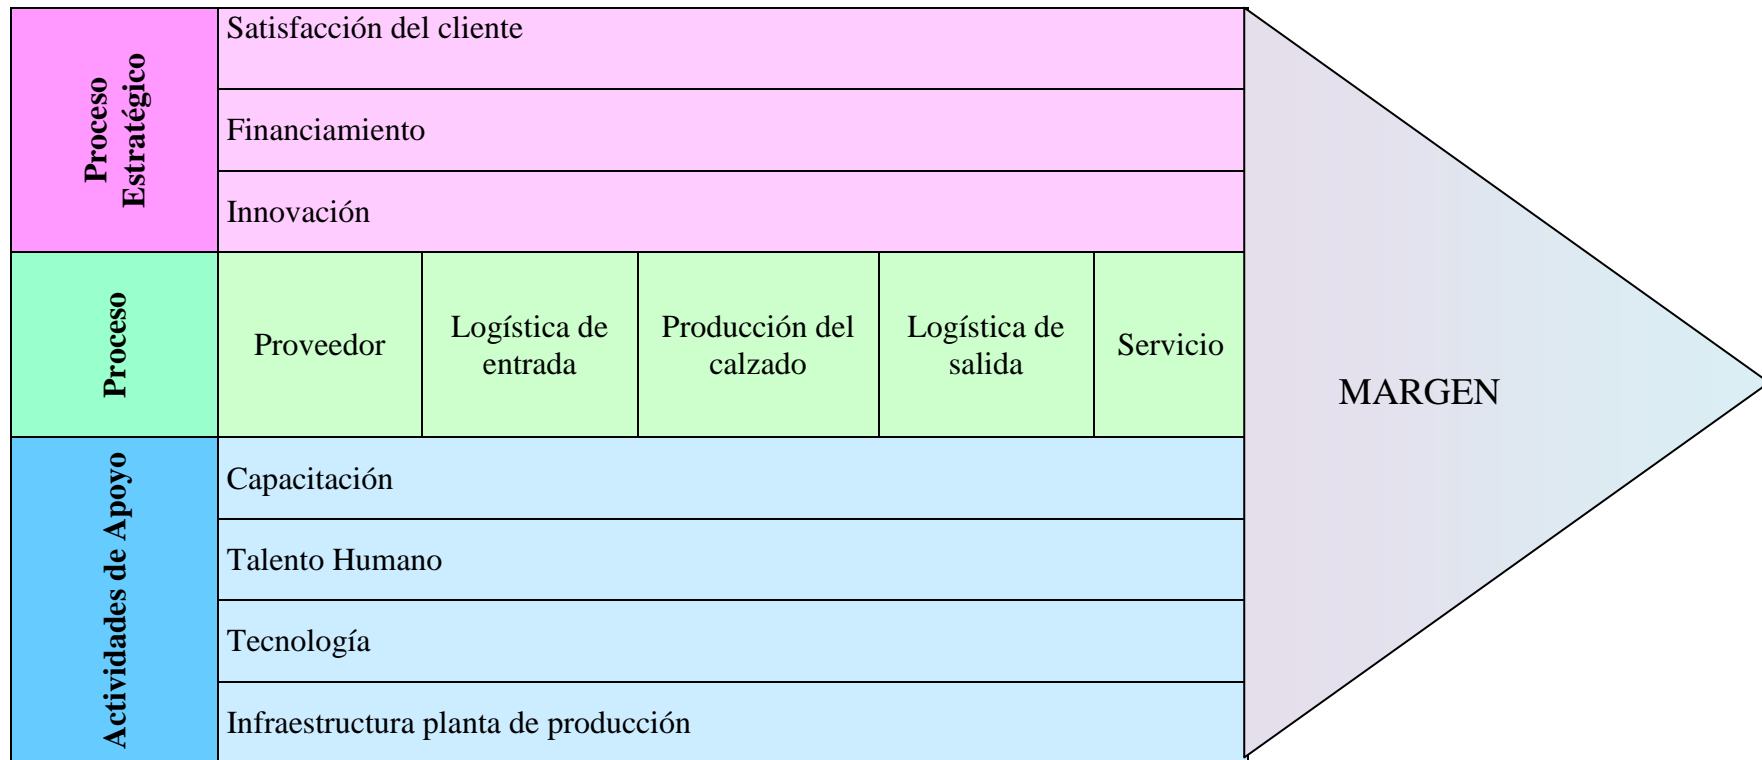 Proceso
Estratégico
Satisfacción del cliente
Financiamiento
Innovación
Proceso
Proveedor
Logística de
entrada
Producción del
calzado
Logística de
salida
Servicio
MARGEN
Actividades de Apoyo
Capacitación
Talento Humano
Tecnología
Infraestructura planta de producción